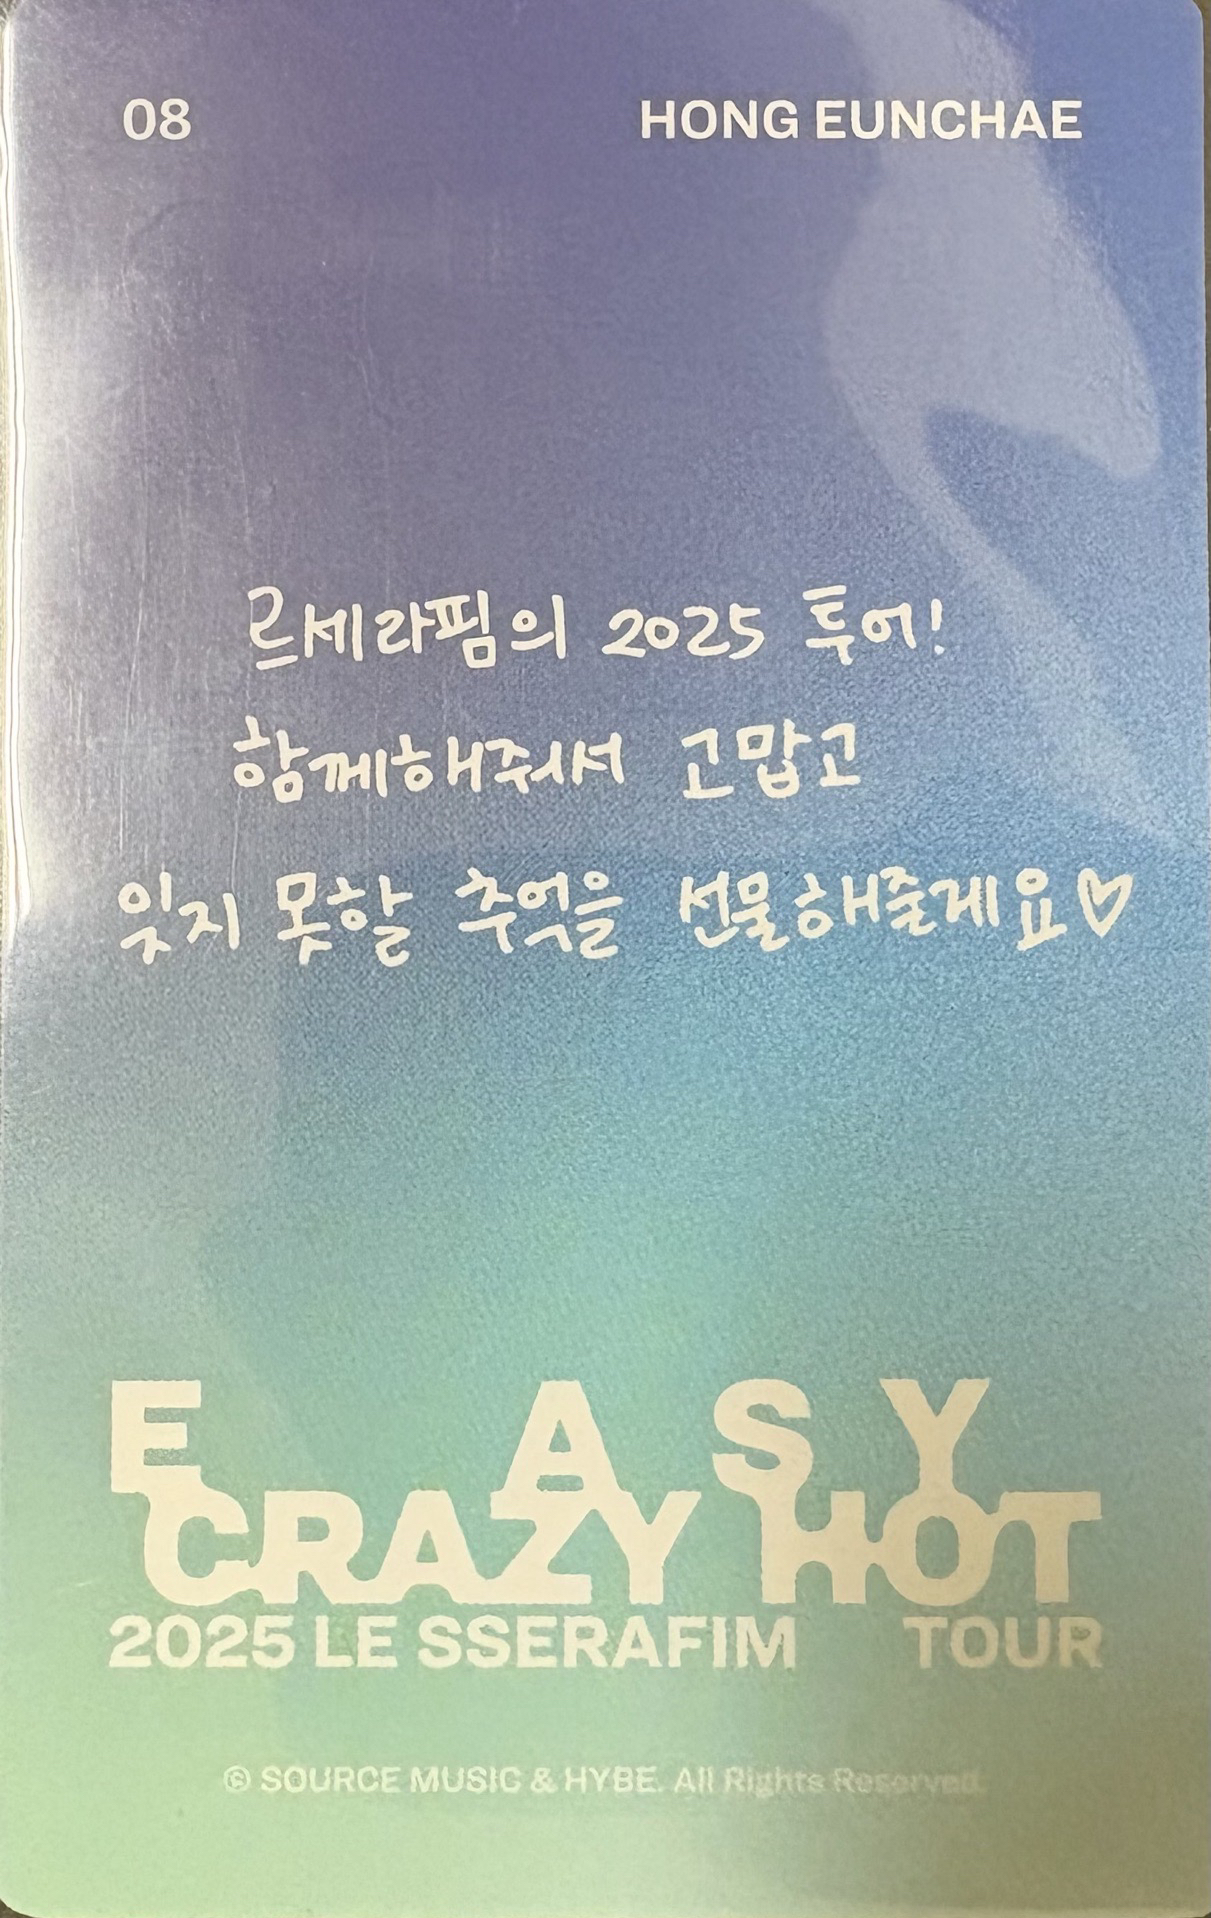 08 HONG EUNCHAE
르세라핌의 2025 투어!
함께해주셔서 고맙고
잊지 못할 추억을 선물해줄게요♡
E A S Y
CRAZY HOT
2025 LE SSERAFIM TOUR
© SOURCE MUSIC & HYBE. All Rights Reserved.